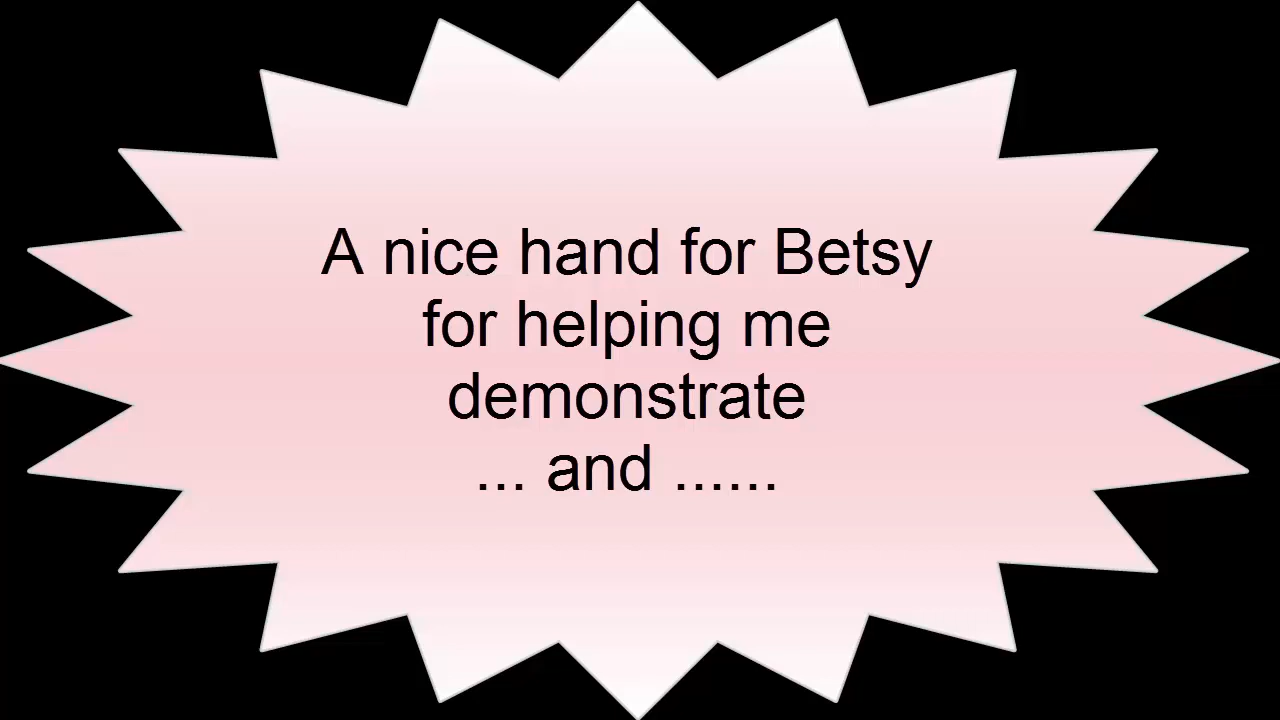 A nice hand for Betsy
for helping me
demonstrate
... and ......